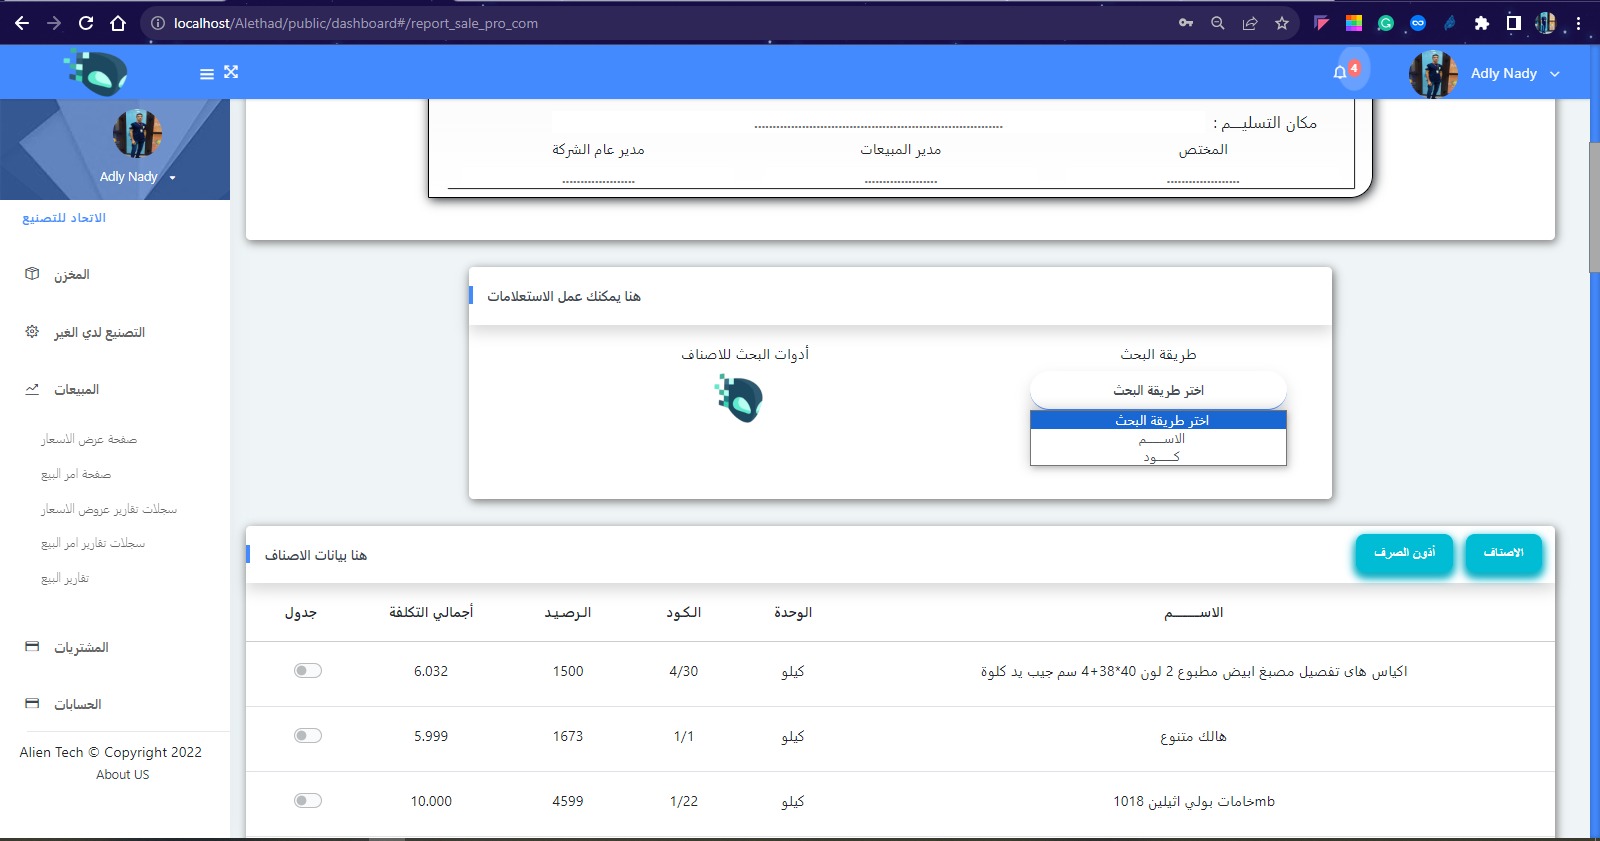 localhost/Alethad/public/dashboard#/report_sale_pro_com
4
Adly Nady
Adly Nady
الاتحاد للتصنيع
المخزن
التصنيع لدي الغير
المبيعات
صفحة عرض الاسعار
صفحة امر البيع
سجلات تقارير عروض الاسعار
سجلات تقارير امر البيع
تقارير البيع
المشتريات
الحسابات
Alien Tech © Copyright 2022
About US
مكان التسليـــم : ...................................................................
المختص مدير المبيعات مدير عام الشركة
.................... .................... ....................
هنا يمكنك عمل الاستعلامات
طريقة البحث أدوات البحث للاصناف
اختر طريقة البحث
اختر طريقة البحث
الاســـــم
كـــــود
هنا بيانات الاصناف
الاصناف أذون الصرف
الاســــــم الوحدة الكود الرصيد أجمالي التكلفة جدول
اكياس هاى تفصيل مصبغ ابيض مطبوع 2 لون 40*38+4 سم جيب يد كلوة كيلو 4/30 1500 6.032
هالك متنوع كيلو 1/1 1673 5.999
خامات بولي اثيلين 1018mb كيلو 1/22 4599 10.000